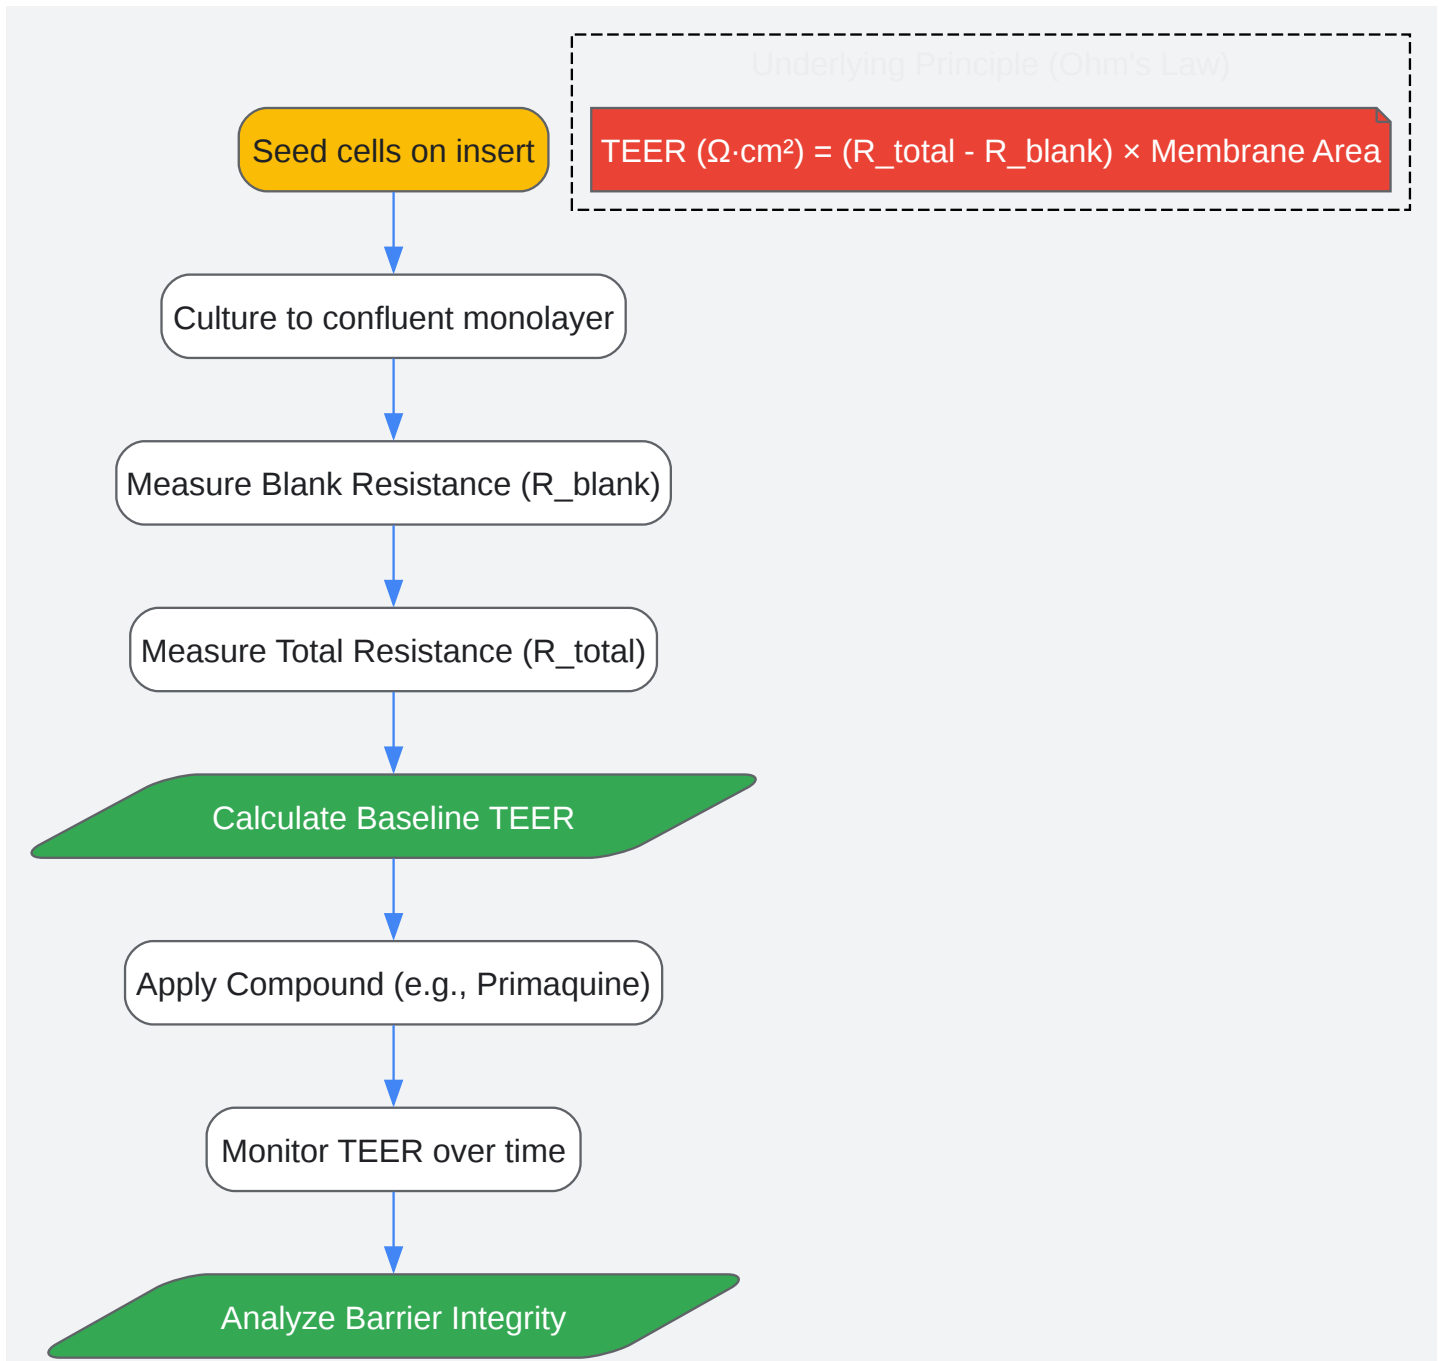 Underlying Principle (Ohm's Law)
Seed cells on insert
TEER (Ω·cm²) = (R_total - R_blank) × Membrane Area
Culture to confluent monolayer
Measure Blank Resistance (R_blank)
Measure Total Resistance (R_total)
Calculate Baseline TEER
Apply Compound (e.g., Primaquine)
Monitor TEER over time
Analyze Barrier Integrity